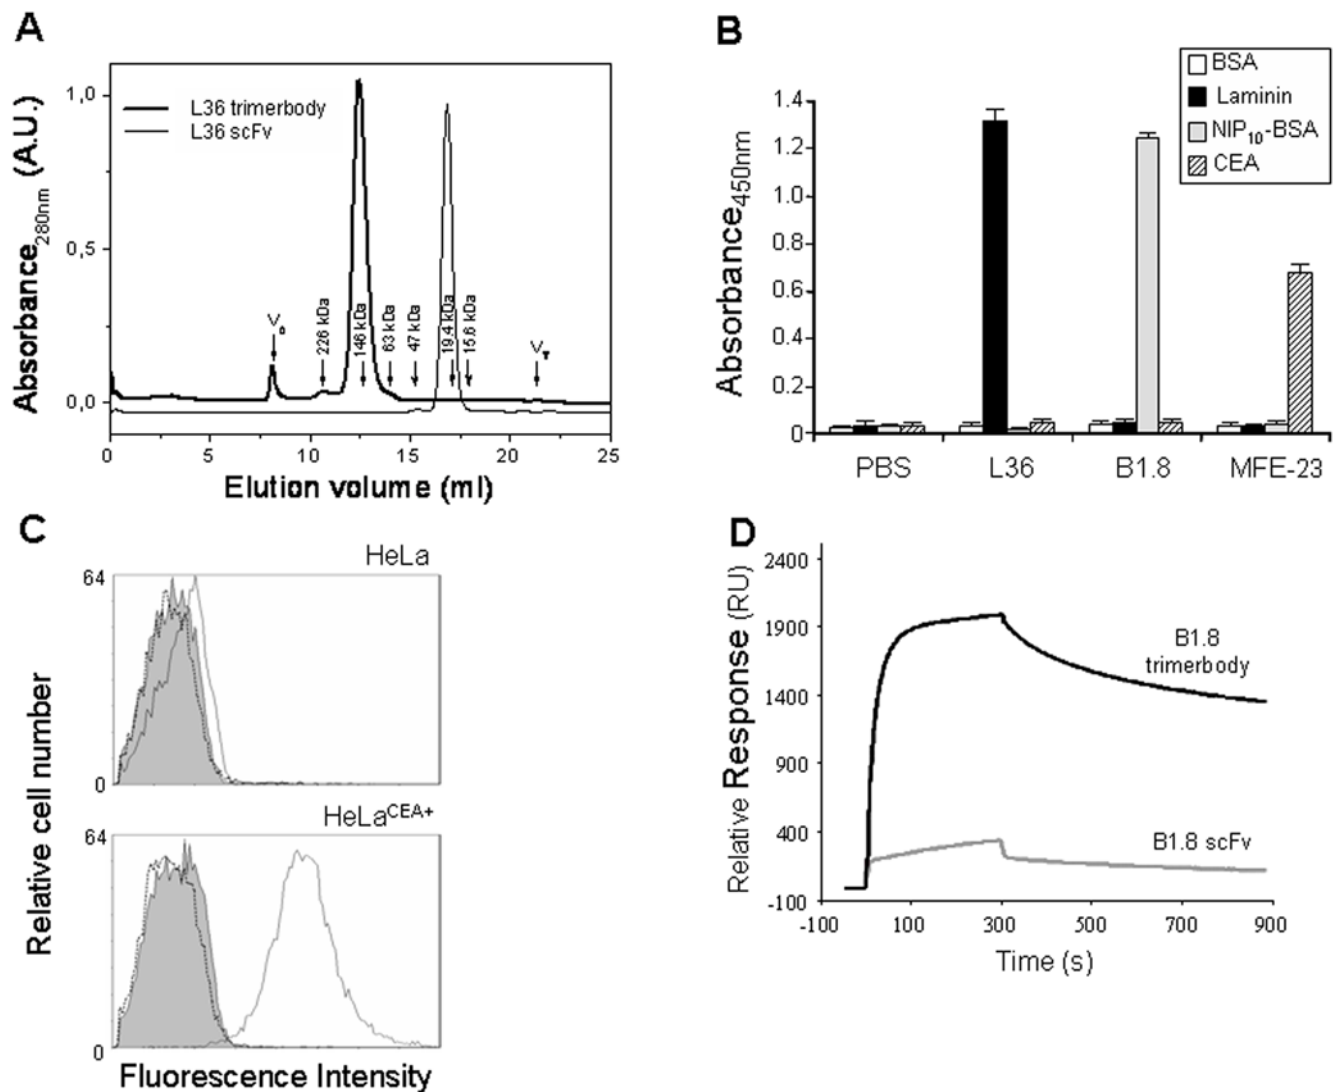 A
L36 trimerbody
L36 scFv
Absorbance280nm (A.U.)
1,0
0,5
0,0
V0
226 kDa
146 kDa
63 kDa
47 kDa
19.4 kDa
15.6 kDa
VT
0 5 10 15 20 25
Elution volume (ml)
B
BSA
Laminin
NIP10-BSA
CEA
Absorbance450nm
1.4
1.2
1.0
0.8
0.6
0.4
0.2
0
PBS L36 B1.8 MFE-23
C
HeLa
64
0
HeLaCEA+
64
0
Relative cell number
Fluorescence Intensity
D
2400
1900
1400
900
400
-100
Relative Response (RU)
B1.8
trimerbody
B1.8 scFv
-100 100 300 500 700 900
Time (s)